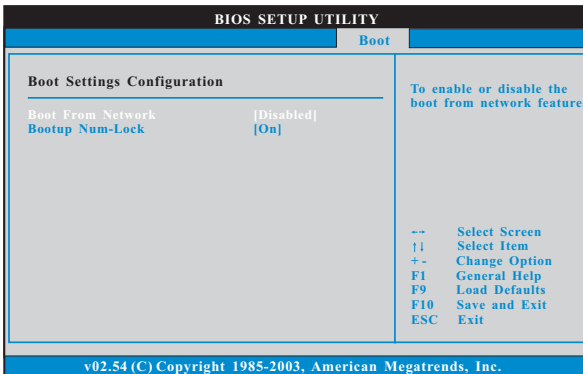 BIOS SETUP UTILITY
Boot
Boot Settings Configuration
Boot From Network [Disabled]
Bootup Num-Lock [On]
To enable or disable the
boot from network feature
←→ Select Screen
↑↓ Select Item
+ - Change Option
F1 General Help
F9 Load Defaults
F10 Save and Exit
ESC Exit
v02.54 (C) Copyright 1985-2003, American Megatrends, Inc.